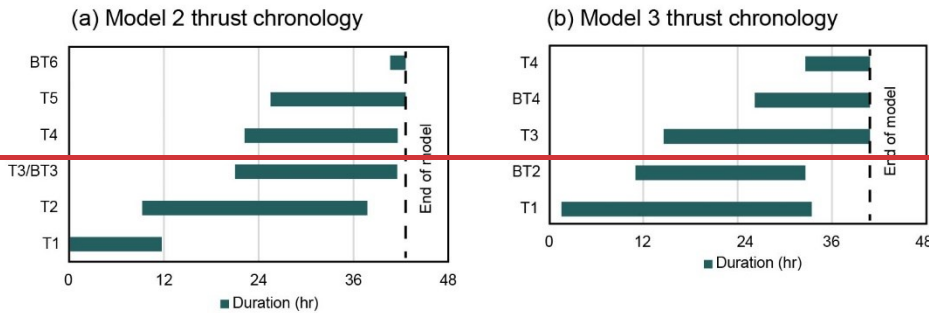 (a) Model 2 thrust chronology
BT6
T5
T4
T3/BT3
T2
T1
End of model
0 12 24 36 48
Duration (hr)
(b) Model 3 thrust chronology
T4
BT4
T3
BT2
T1
End of model
0 12 24 36 48
Duration (hr)